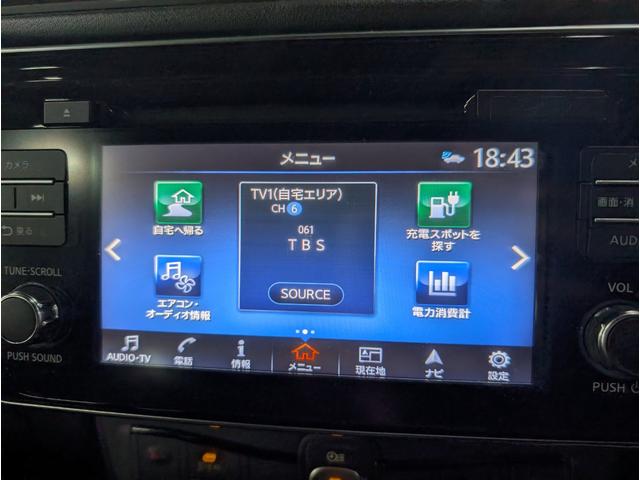 メニュー
18:43
カメラ
戻る
TUNE·SCROLL
PUSH SOUND
自宅へ帰る
エアコン・
オーディオ情報
TV1(自宅エリア)
CH 6
061
TBS
SOURCE
充電スポットを
探す
電力消費計
画面·消
AUD
VOL
PUSH
AUDIO·TV
電話
情報
メニュー
現在地
ナビ
設定